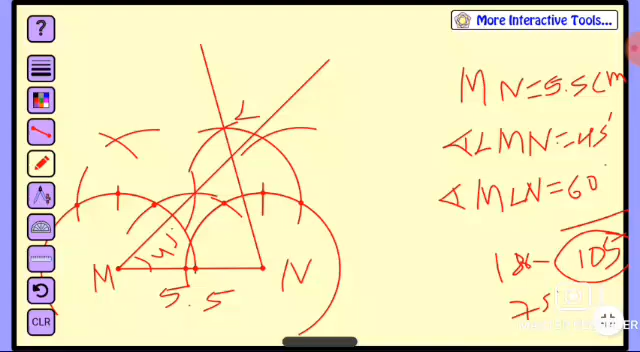 More Interactive Tools...
?
MN=5.5cm
∢LMN=45°
∢MLN=60°
L
45°
M
5.5
N
180-105
75
CLR